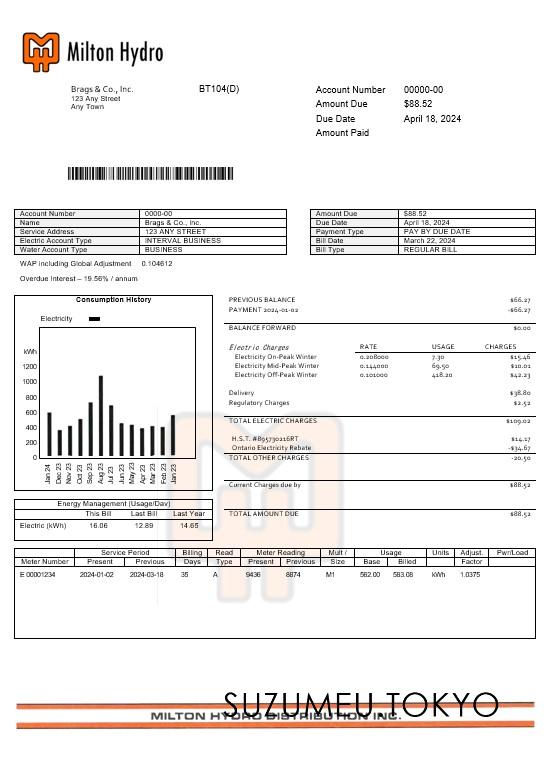 Milton Hydro
Brags & Co., Inc.
123 Any Street
Any Town
BT104(D)
Account Number 00000-00
Amount Due $88.52
Due Date April 18, 2024
Amount Paid
Account Number 0000-00
Name Brags & Co., Inc.
Service Address 123 ANY STREET
Electric Account Type INTERVAL BUSINESS
Water Account Type BUSINESS
Amount Due $88.52
Due Date April 18, 2024
Payment Type PAY BY DUE DATE
Bill Date March 22, 2024
Bill Type REGULAR BILL
WAP including Global Adjustment 0.104612
Overdue Interest – 19.56% / annum
Consumption History
Electricity
kWh
1200
1000
800
600
400
200
0
Jan 24 Dec 23 Nov 23 Oct 23 Sep 23 Aug 23 Jul 23 Jun 23 May 23 Apr 23 Mar 23 Feb 23 Jan 23
PREVIOUS BALANCE $66.27
PAYMENT 2024-01-02 -$66.27
BALANCE FORWARD $0.00
Electric Charges RATE USAGE CHARGES
Electricity On-Peak Winter 0.208000 7.30 $15.46
Electricity Mid-Peak Winter 0.144000 69.50 $10.01
Electricity Off-Peak Winter 0.101000 418.20 $42.23
Delivery $38.80
Regulatory Charges $2.52
TOTAL ELECTRIC CHARGES $109.02
H.S.T. #895730216RT $14.17
Ontario Electricity Rebate -$34.67
TOTAL OTHER CHARGES -20.50
Current Charges due by $88.52
TOTAL AMOUNT DUE $88.52
Energy Management (Usage/Day)
This Bill Last Bill Last Year
Electric (kWh) 16.06 12.89 14.65
Service Period Billing Read Meter Reading Mult / Usage Units Adjust. Pwr/Load
Meter Number Present Previous Days Type Present Previous Size Base Billed Factor
E 00001234 2024-01-02 2024-03-18 35 A 9436 8874 M1 562.00 583.08 kWh 1.0375
SUZUMEU TOKYO
MILTON HYDRO DISTRIBUTION INC.